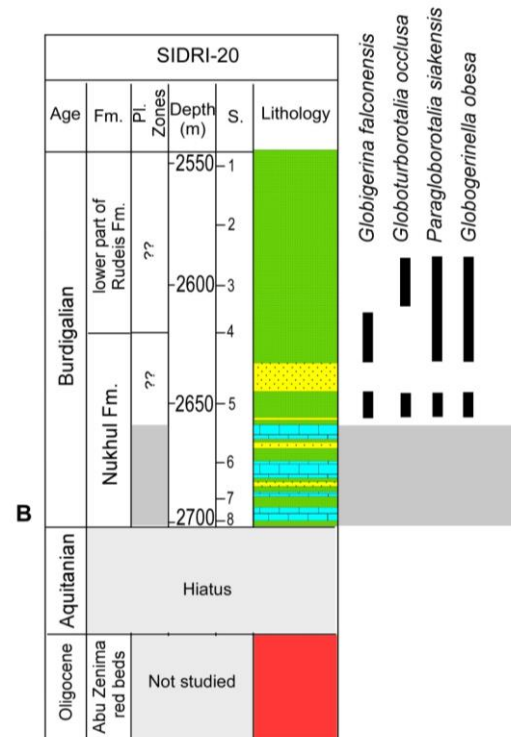 SIDRI-20
Age
Fm.
Pl.
Zones
Depth
(m)
S.
Lithology
Globigerina falconensis
Globoturborotalia occlusa
Paragloborotalia siakensis
Globogerinella obesa
Burdigalian
lower part of
Rudeis Fm.
??
2550
1
2
2600
3
4
Nukhul Fm.
??
2650
5
6
7
2700
8
B
Aquitanian
Hiatus
Oligocene
Abu Zenima
red beds
Not studied